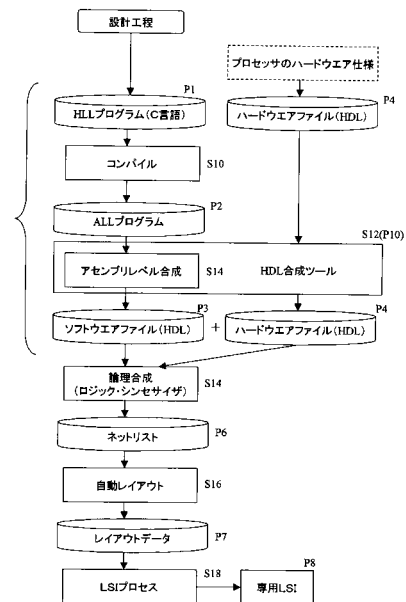 設計工程
プロセッサのハードウエア仕様
P1
HLLプログラム(C言語)
P4
ハードウエアファイル(HDL)
コンパイル
S10
P2
ALLプログラム
S12(P10)
アセンブリレベル合成
S14
HDL合成ツール
P3
ソフトウエアファイル(HDL)
+
P4
ハードウエアファイル(HDL)
論理合成
(ロジック・シンセサイザ)
S14
ネットリスト
P6
自動レイアウト
S16
レイアウトデータ
P7
LSIプロセス
S18
P8
専用LSI